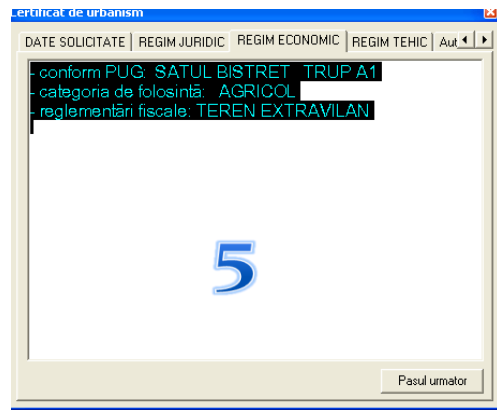 Certificat de urbanism
DATE SOLICITATE REGIM JURIDIC REGIM ECONOMIC REGIM TEHIC Aut
- conform PUG: SATUL BISTRET TRUP A1
- categoria de folosintă: AGRICOL
- reglementări fiscale: TEREN EXTRAVILAN
5
Pasul urmator